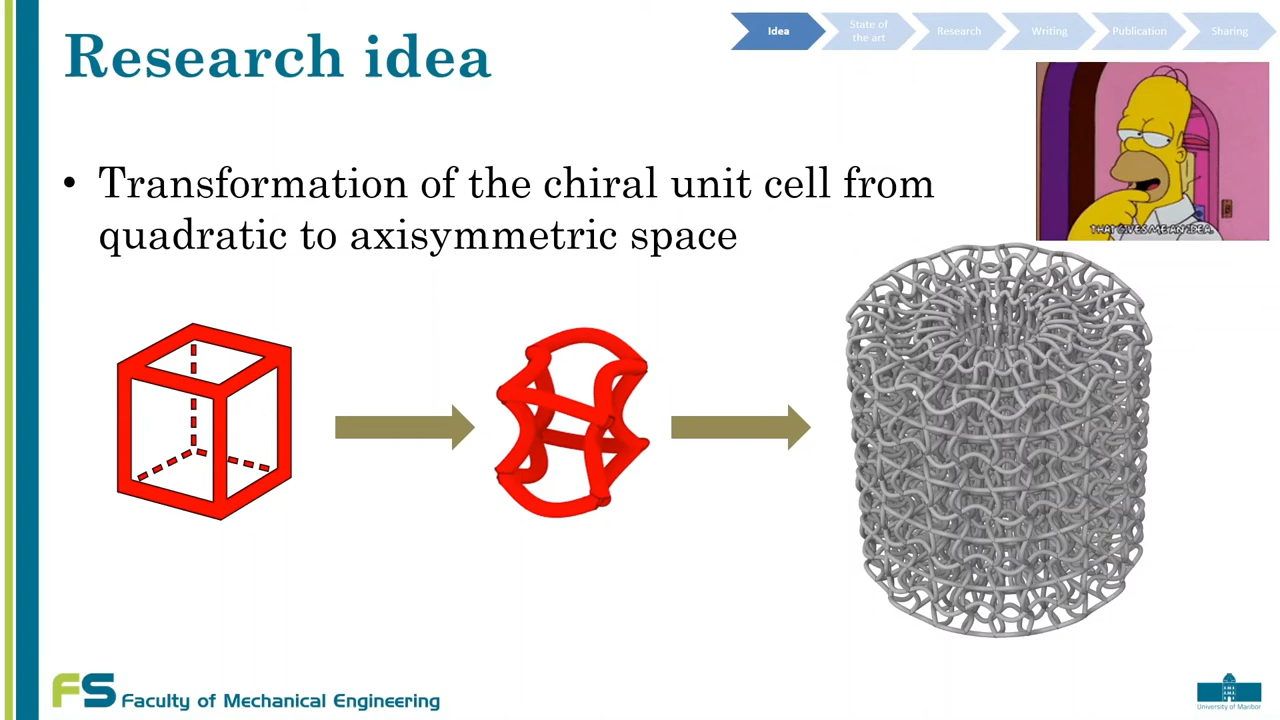 Research idea
Idea
State of
the art
Research
Writing
Publication
Sharing
THAT GIVES ME AN IDEA.
• Transformation of the chiral unit cell from
quadratic to axisymmetric space
FS Faculty of Mechanical Engineering
University of Maribor